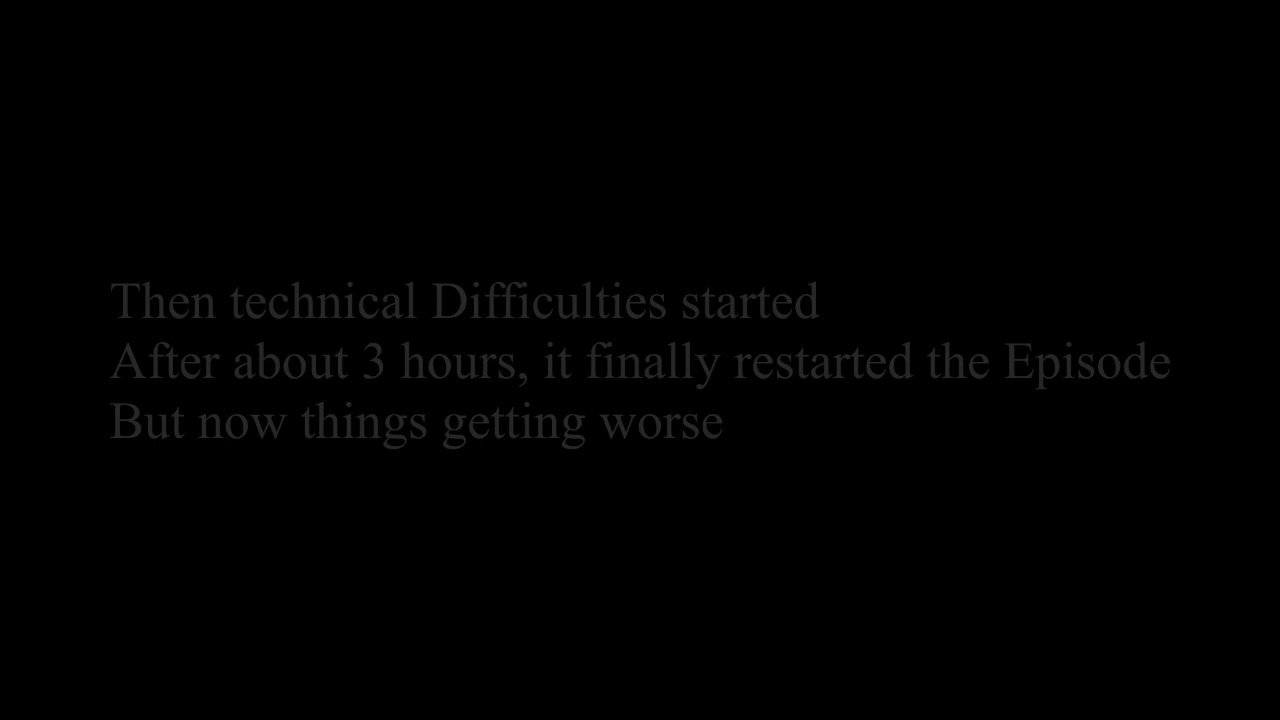 Then technical Difficulties started
After about 3 hours, it finally restarted the Episode
But now things getting worse